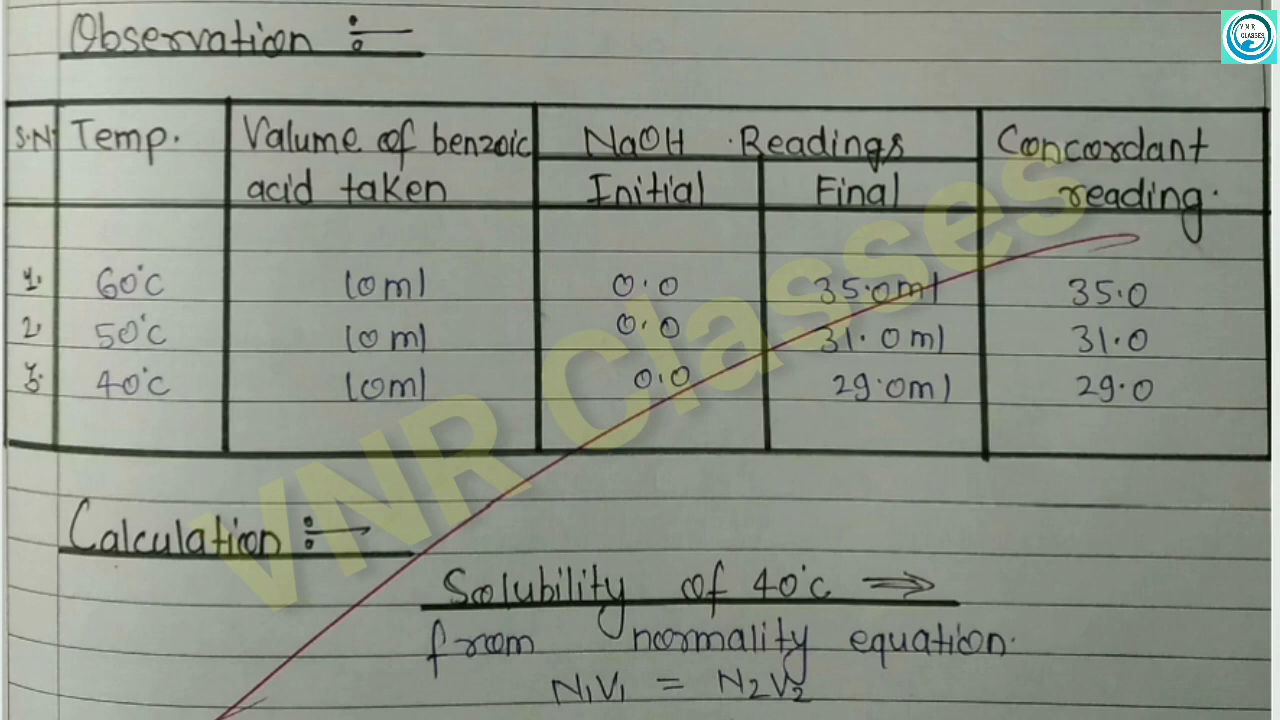 Observation :-
VNR
CLASSES
S.N. Temp. Valume of benzoic acid taken NaOH Readings Concordant reading.
Initial Final
1. 60°C 10ml 0.0 35.0ml 35.0
2. 50°C 10ml 0.0 31.0ml 31.0
3. 40°C 10ml 0.0 29.0ml 29.0
VNR Classes
Calculation :-
Solubility of 40°C ⇒
from normality equation.
N₁V₁ = N₂V₂